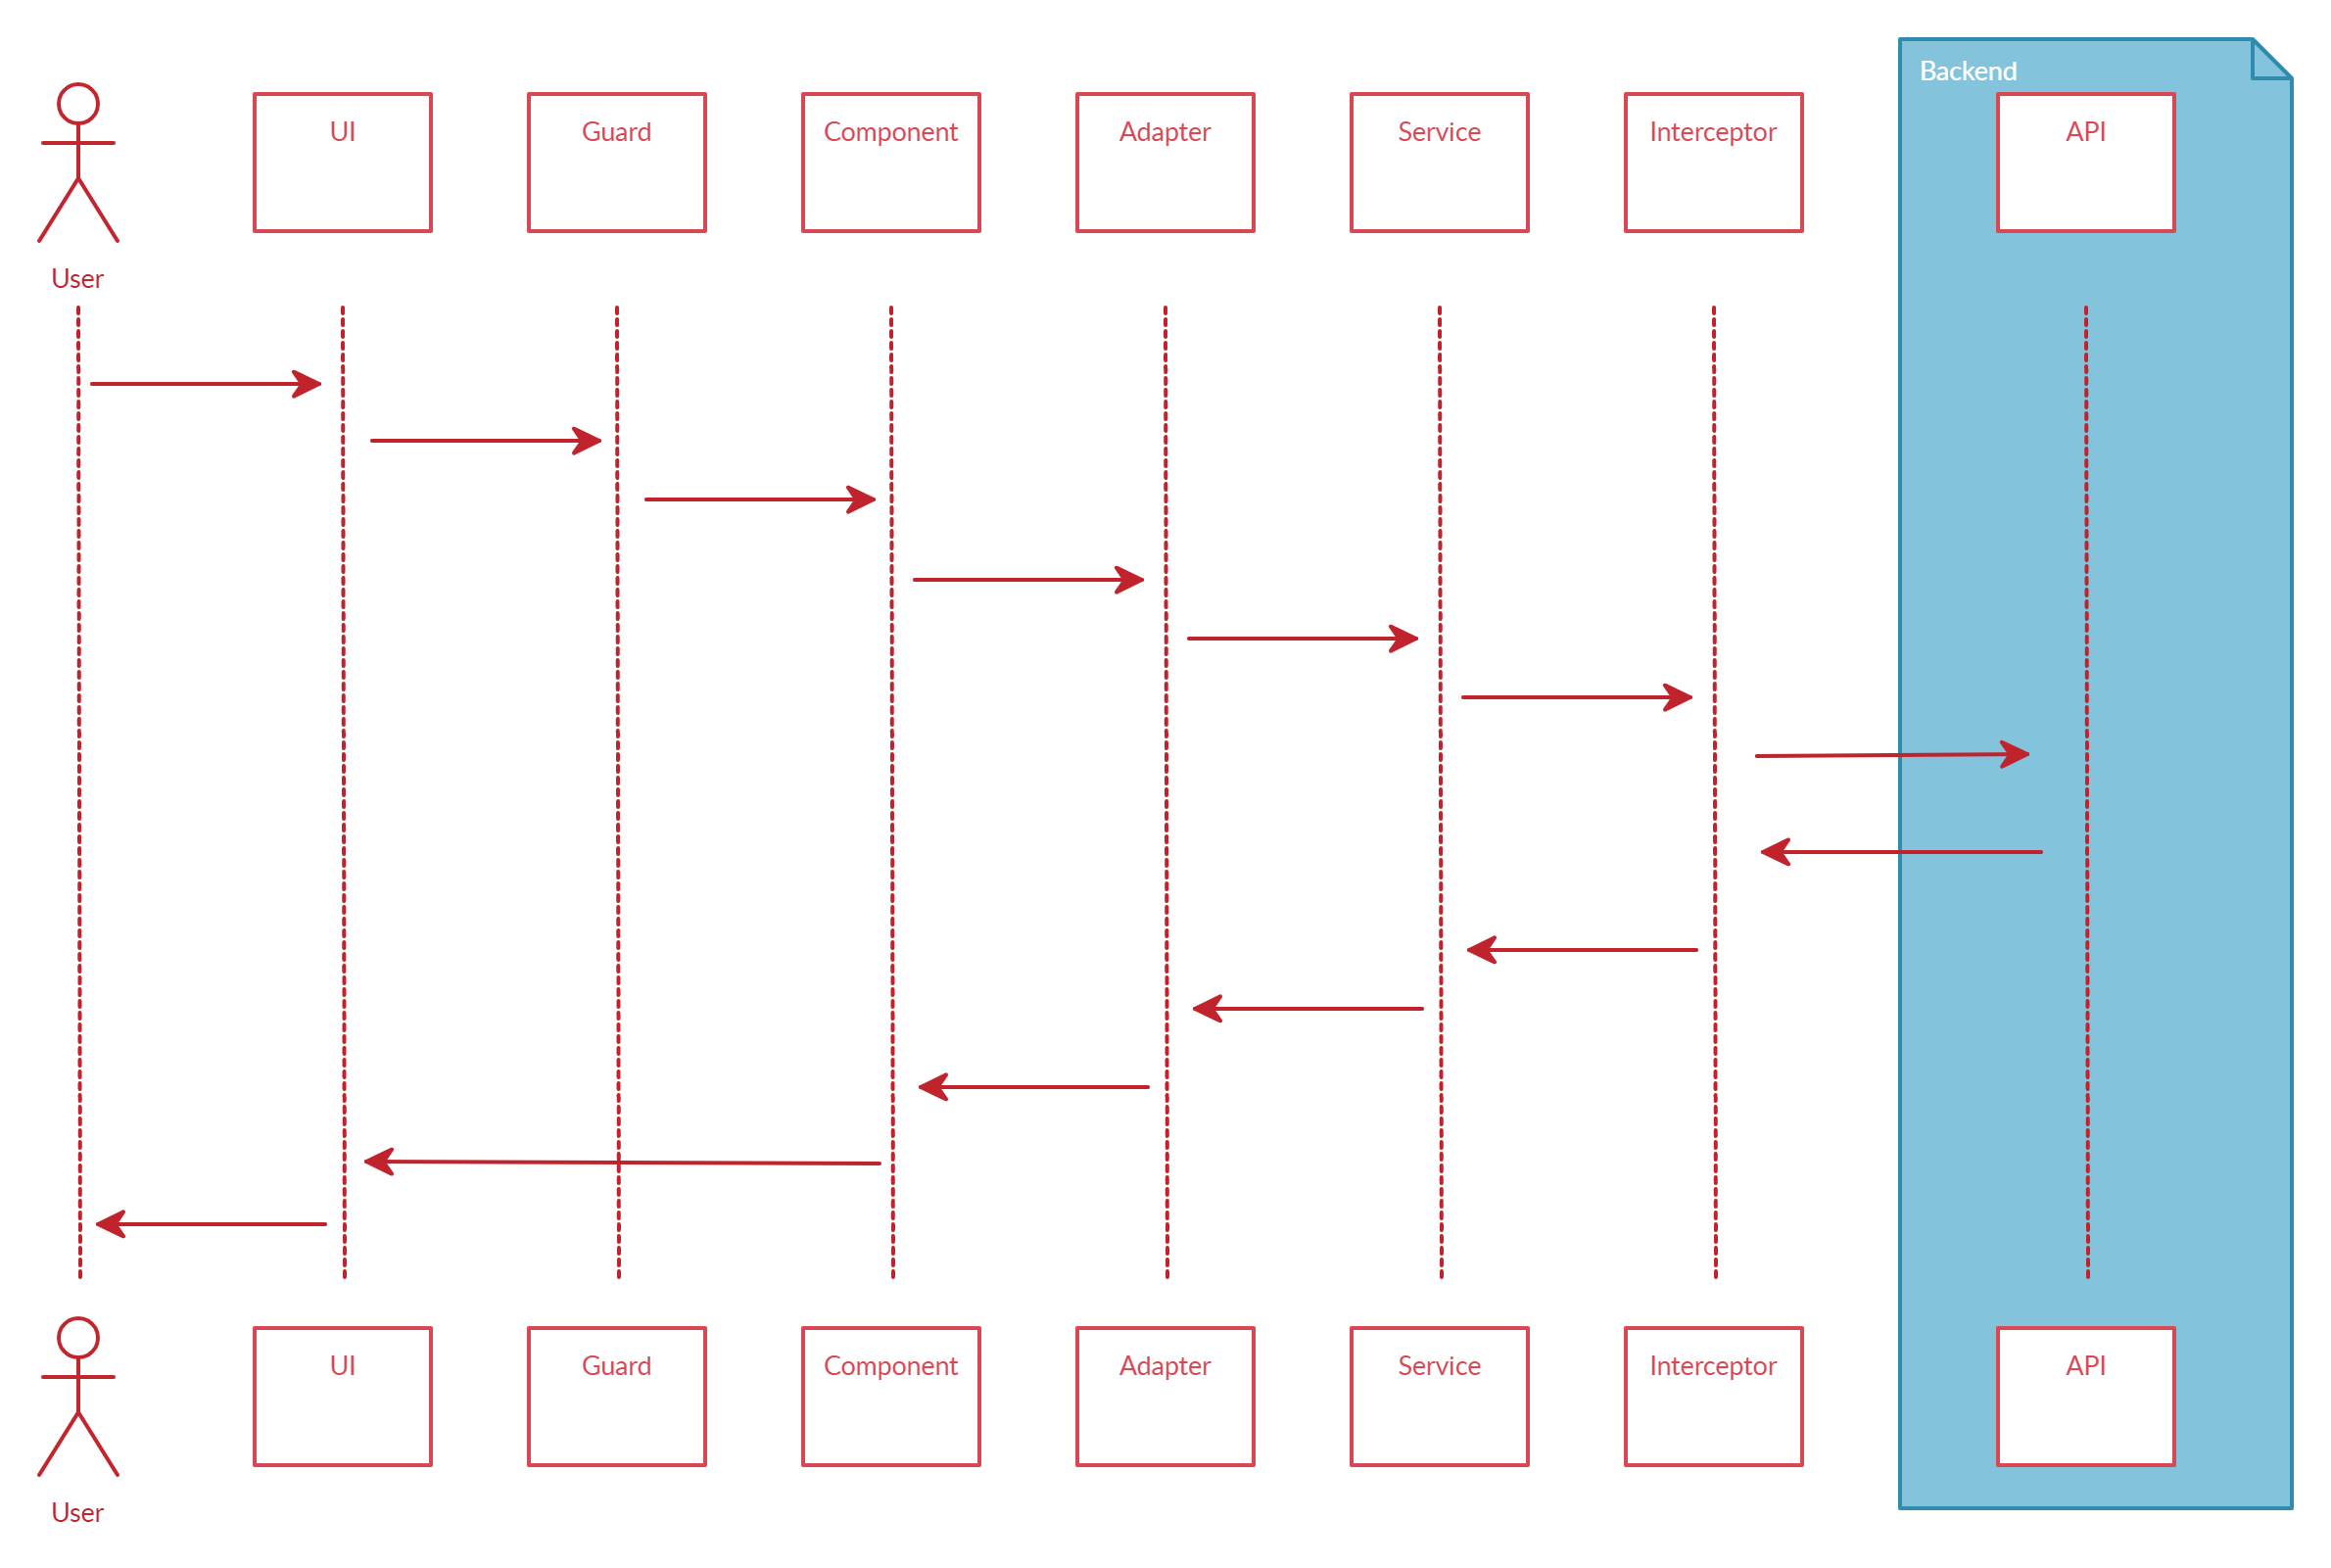 Backend
UI
Guard
Component
Adapter
Service
Interceptor
API
User
UI
Guard
Component
Adapter
Service
Interceptor
API
User